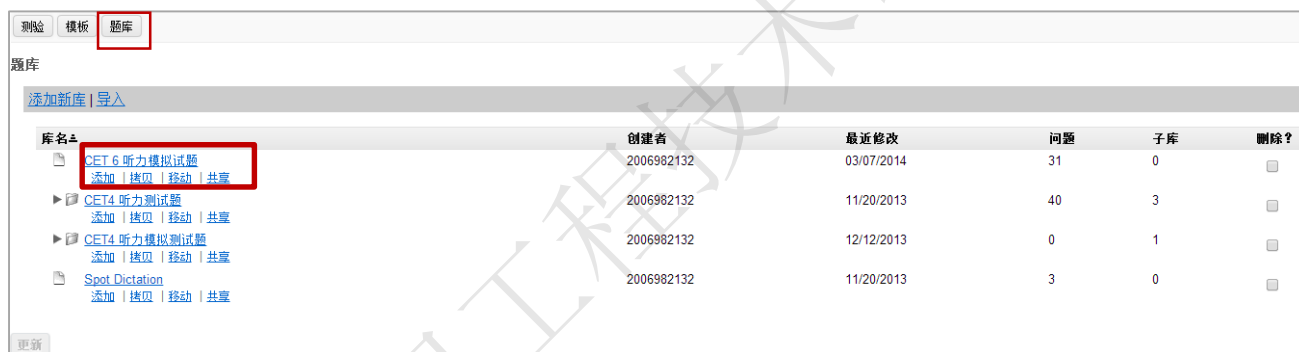 测验 模板 题库
题库
添加新库 | 导入
库名 创建者 最近修改 问题 子库 删除?
CET 6 听力模拟试题 2006982132 03/07/2014 31 0
添加 | 拷贝 | 移动 | 共享
CET4 听力测试题 2006982132 11/20/2013 40 3
添加 | 拷贝 | 移动 | 共享
CET4 听力模拟测试题 2006982132 12/12/2013 0 1
添加 | 拷贝 | 移动 | 共享
Spot Dictation 2006982132 11/20/2013 3 0
添加 | 拷贝 | 移动 | 共享
更新
工程技术